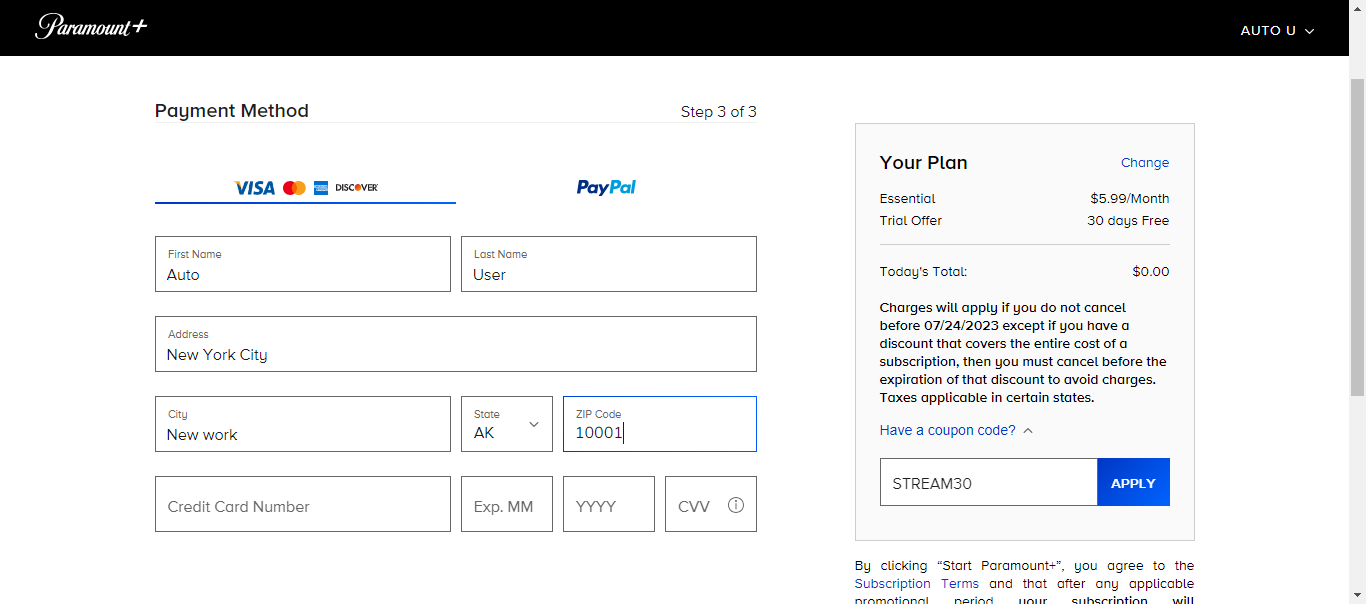 Paramount+
AUTO U
Payment Method
Step 3 of 3
VISA
DISCOVER
PayPal
First Name
Auto
Last Name
User
Address
New York City
City
New work
State
AK
ZIP Code
10001
Credit Card Number
Exp. MM
YYYY
CVV
Your Plan
Change
Essential
$5.99/Month
Trial Offer
30 days Free
Today's Total:
$0.00
Charges will apply if you do not cancel
before 07/24/2023 except if you have a
discount that covers the entire cost of a
subscription, then you must cancel before the
expiration of that discount to avoid charges.
Taxes applicable in certain states.
Have a coupon code?
STREAM30
APPLY
By clicking “Start Paramount+”, you agree to the
Subscription Terms and that after any applicable
promotional period your subscription will